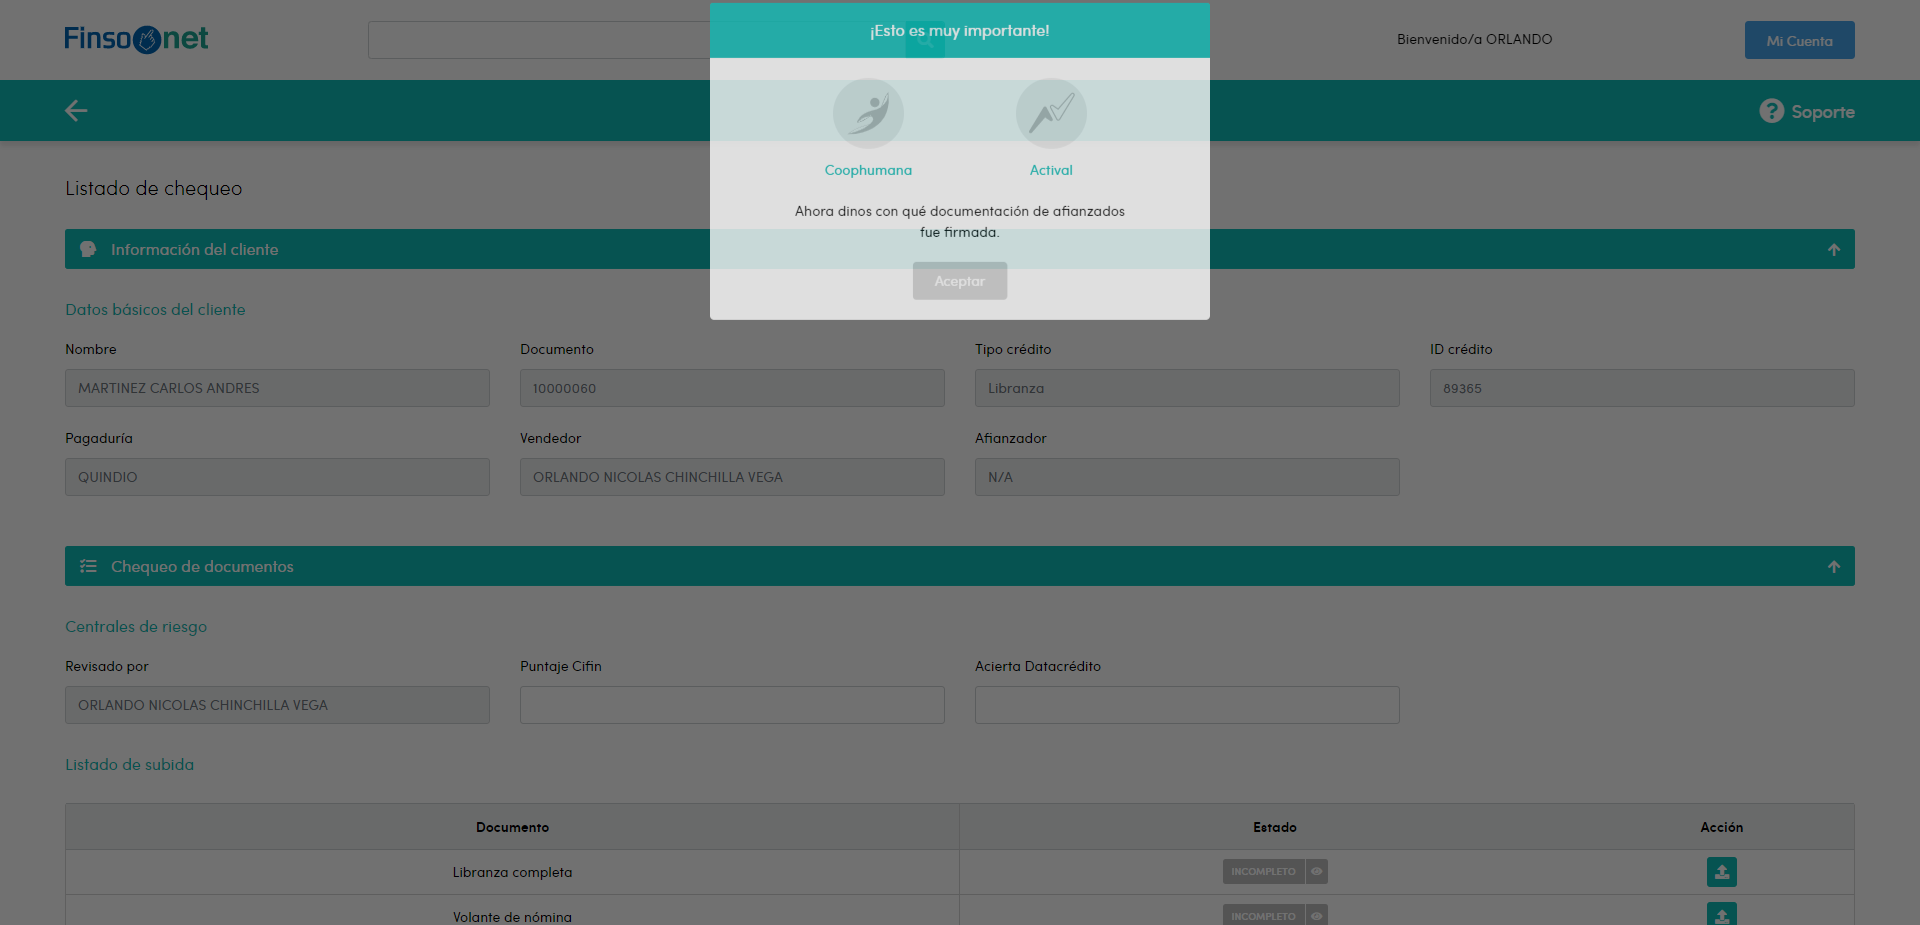 Finsonet
¡Esto es muy importante!
Bienvenido/a ORLANDO
Mi Cuenta
Soporte
Coophumana
Actival
Ahora dinos con qué documentación de afianzados
fue firmada.
Aceptar
Listado de chequeo
Información del cliente
Datos básicos del cliente
Nombre
Documento
Tipo crédito
ID crédito
MARTINEZ CARLOS ANDRES
10000060
Libranza
89365
Pagaduría
Vendedor
Afianzador
QUINDIO
ORLANDO NICOLAS CHINCHILLA VEGA
N/A
Chequeo de documentos
Centrales de riesgo
Revisado por
Puntaje Cifin
Acierta Datacrédito
ORLANDO NICOLAS CHINCHILLA VEGA
Listado de subida
Documento
Estado
Acción
Libranza completa
INCOMPLETO
Volante de nómina
INCOMPLETO